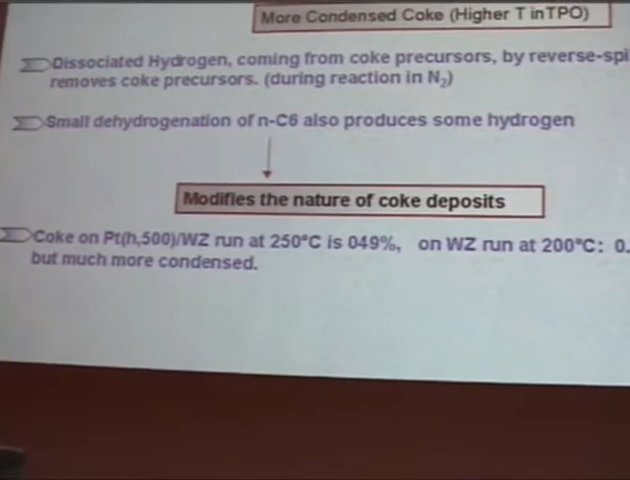 More Condensed Coke (Higher T in TPO)
Dissociated Hydrogen, coming from coke precursors, by reverse-spi
removes coke precursors. (during reaction in N2)
Small dehydrogenation of n-C6 also produces some hydrogen
Modifies the nature of coke deposits
Coke on Pt(h,500)/WZ run at 250°C is 049%, on WZ run at 200°C: 0.
but much more condensed.